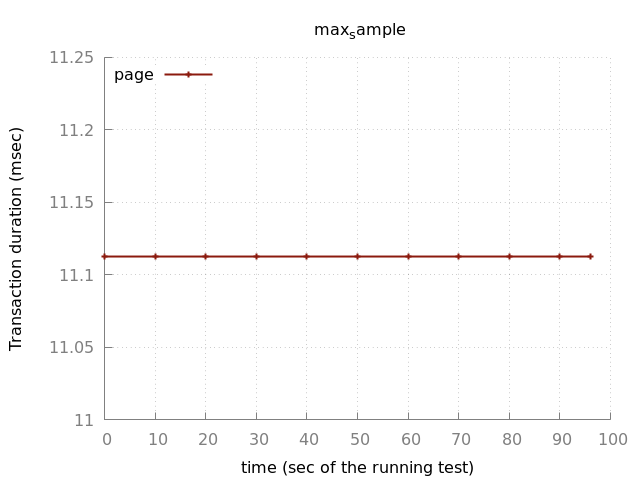 maxsample
11.25
page
11.2
11.15
11.1
11.05
11
Transaction duration (msec)
0 10 20 30 40 50 60 70 80 90 100
time (sec of the running test)